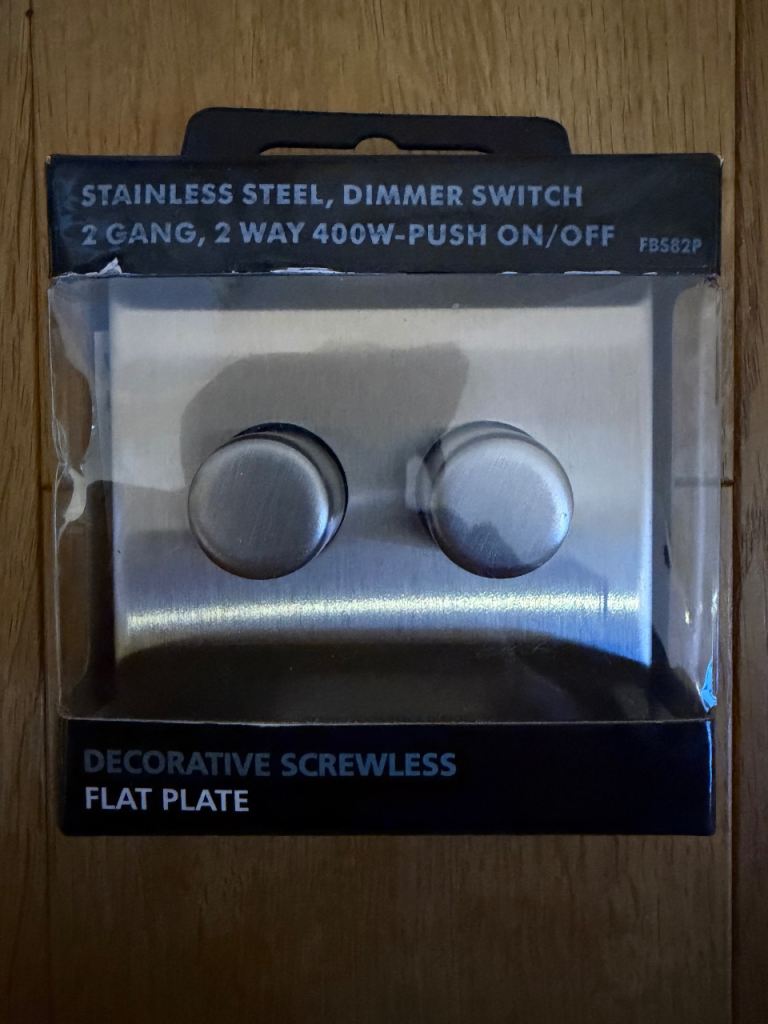 STAINLESS STEEL, DIMMER SWITCH
2 GANG, 2 WAY 400W-PUSH ON/OFF FBS82P
DECORATIVE SCREWLESS
FLAT PLATE